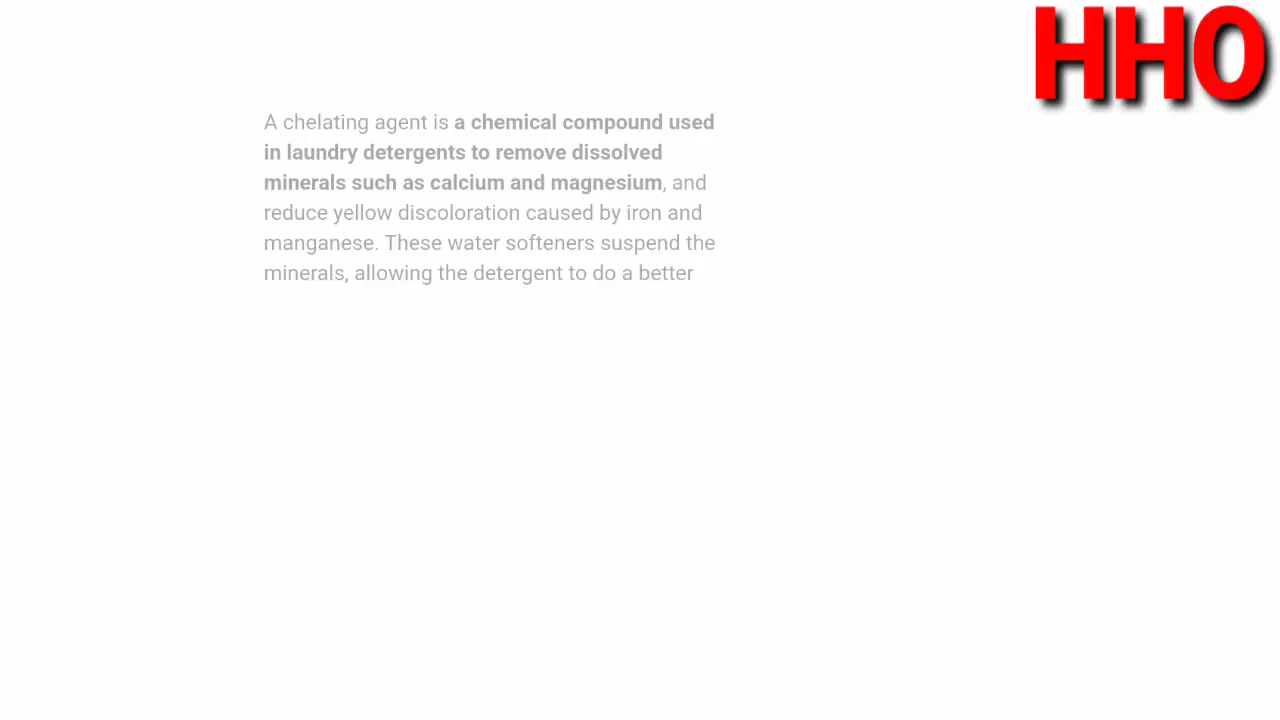 HHO
A chelating agent is a chemical compound used
in laundry detergents to remove dissolved
minerals such as calcium and magnesium, and
reduce yellow discoloration caused by iron and
manganese. These water softeners suspend the
minerals, allowing the detergent to do a better